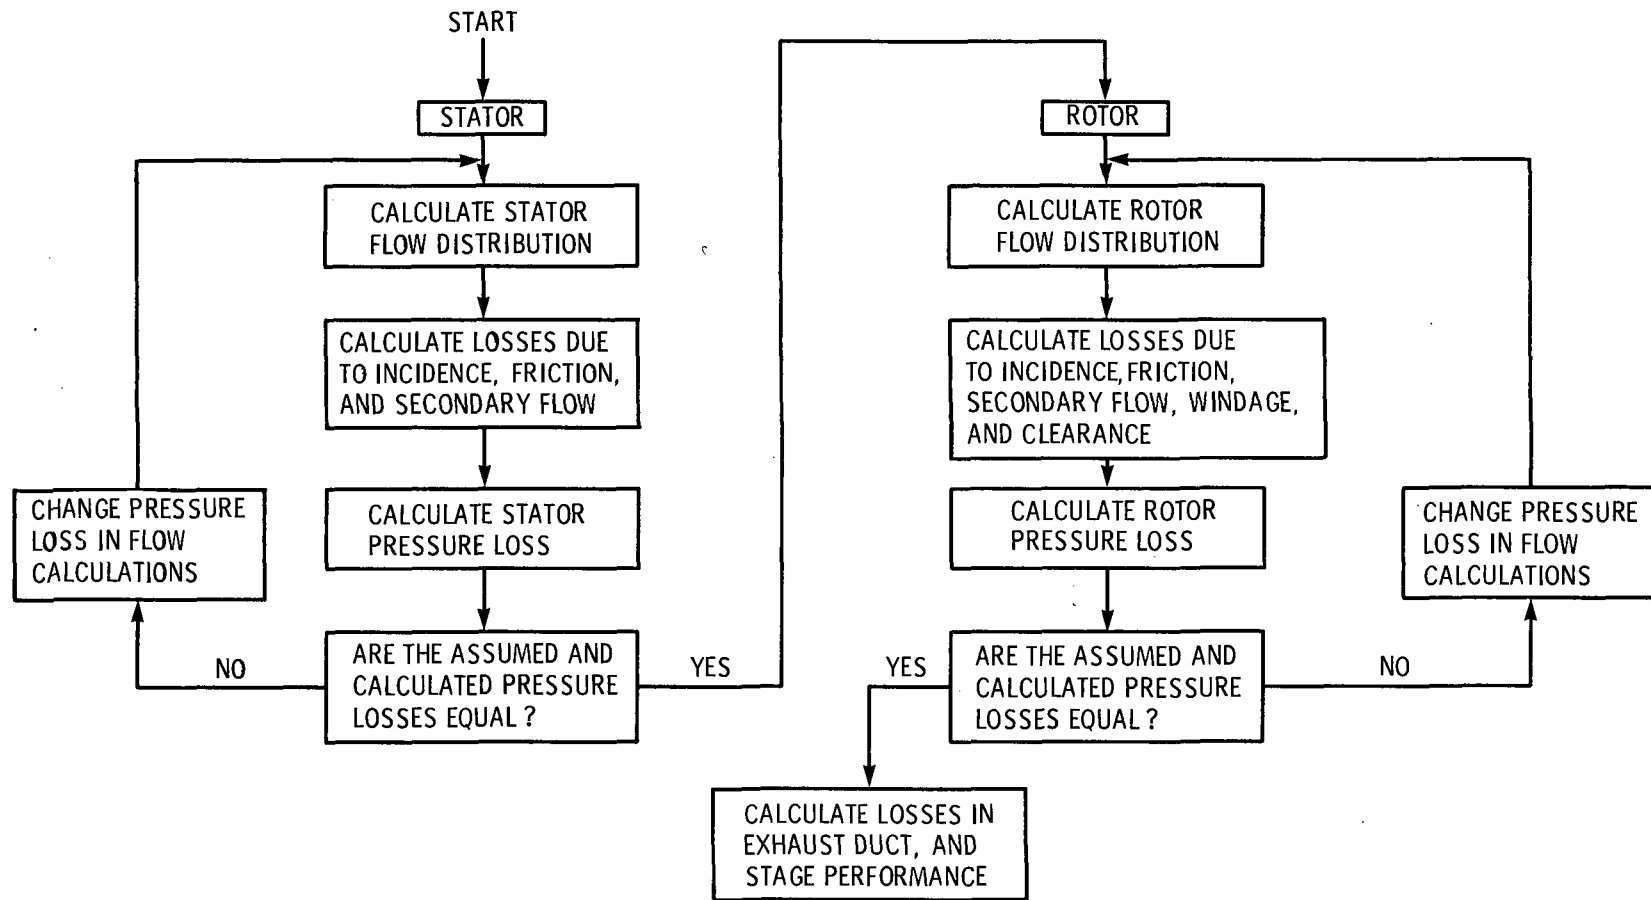 START
STATOR
CALCULATE STATOR
FLOW DISTRIBUTION
CALCULATE LOSSES DUE
TO INCIDENCE, FRICTION,
AND SECONDARY FLOW
CALCULATE STATOR
PRESSURE LOSS
CHANGE PRESSURE
LOSS IN FLOW
CALCULATIONS
NO
ARE THE ASSUMED AND
CALCULATED PRESSURE
LOSSES EQUAL?
YES
ROTOR
CALCULATE ROTOR
FLOW DISTRIBUTION
CALCULATE LOSSES DUE
TO INCIDENCE, FRICTION,
SECONDARY FLOW, WINDAGE,
AND CLEARANCE
CALCULATE ROTOR
PRESSURE LOSS
CHANGE PRESSURE
LOSS IN FLOW
CALCULATIONS
YES
ARE THE ASSUMED AND
CALCULATED PRESSURE
LOSSES EQUAL?
NO
CALCULATE LOSSES IN
EXHAUST DUCT, AND
STAGE PERFORMANCE